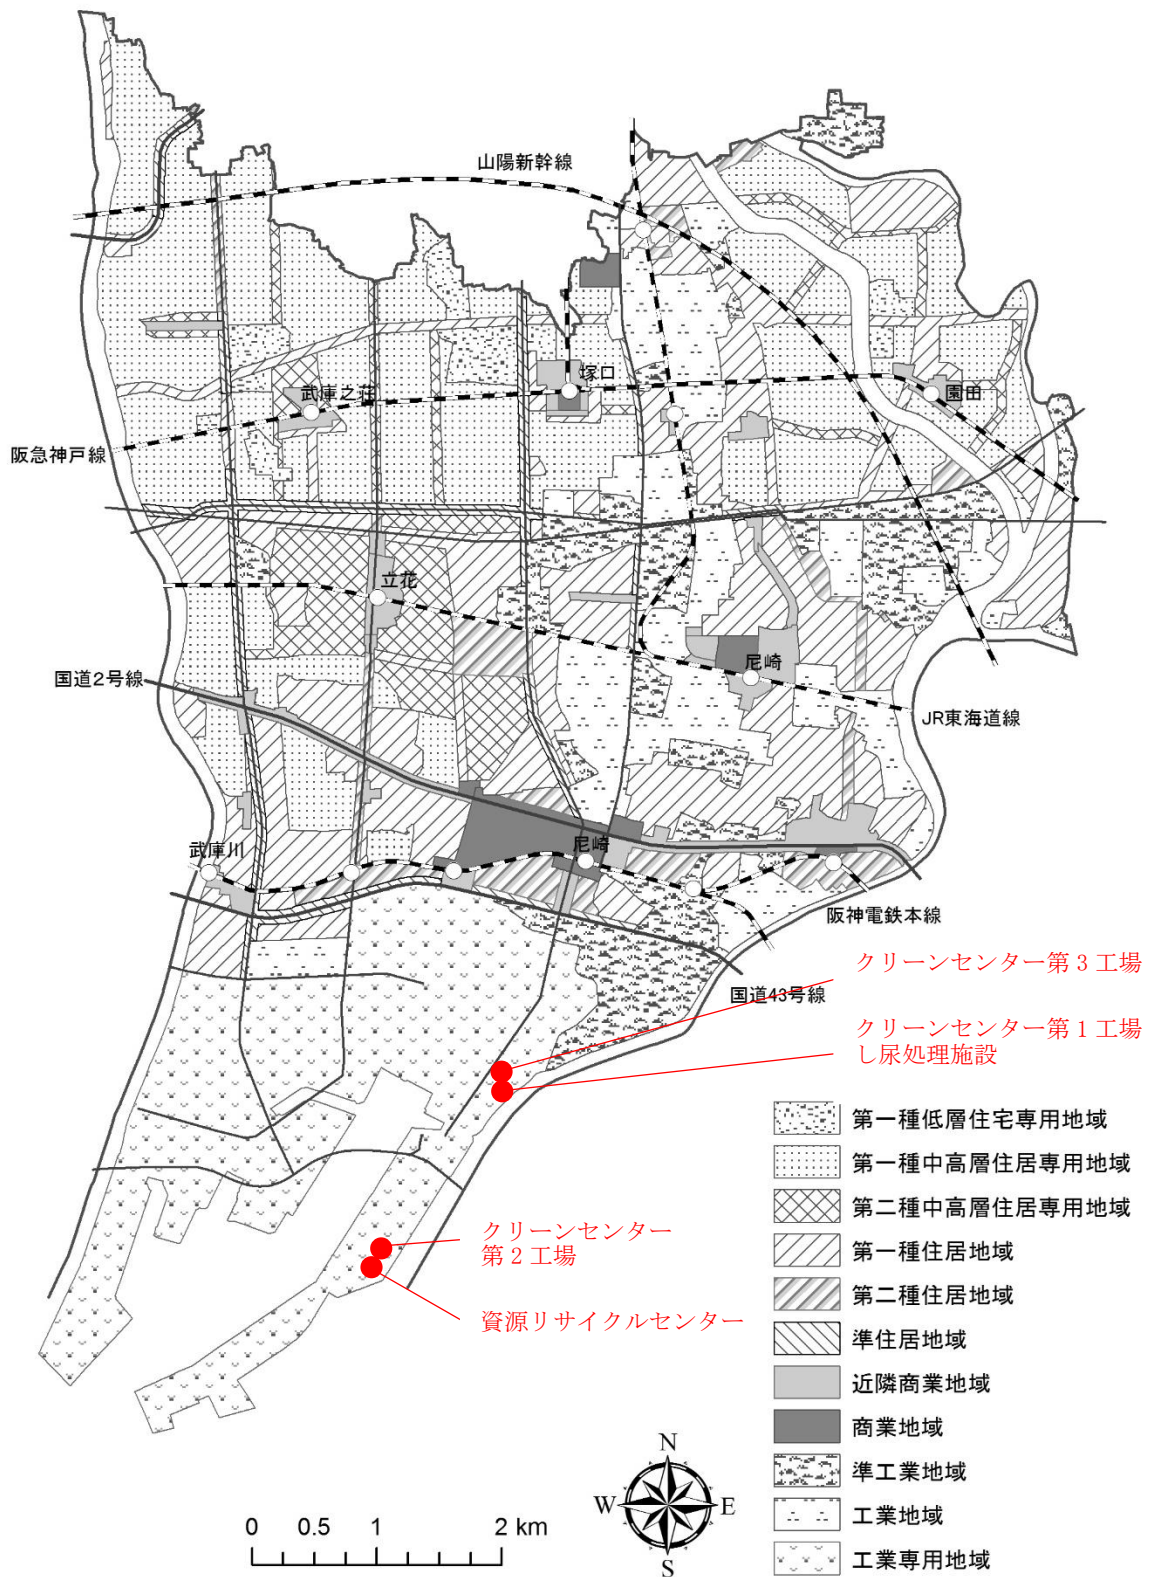 山陽新幹線
塚口
武庫之荘
園田
阪急神戸線
立花
尼崎
国道2号線
JR東海道線
武庫川
尼崎
阪神電鉄本線
クリーンセンター第3工場
国道43号線
クリーンセンター第1工場
し尿処理施設
第一種低層住宅専用地域
第一種中高層住居専用地域
第二種中高層住居専用地域
クリーンセンター
第2工場
第一種住居地域
第二種住居地域
資源リサイクルセンター
準住居地域
近隣商業地域
商業地域
準工業地域
工業地域
工業専用地域
N
W
E
S
0 0.5 1 2 km